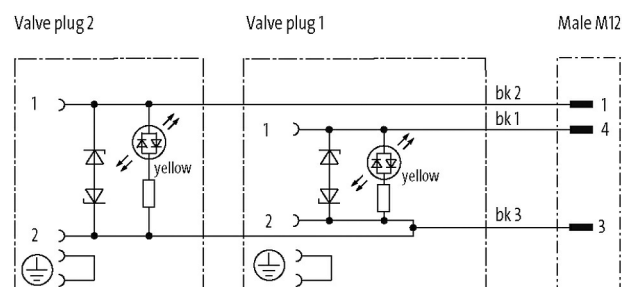 Valve plug 2 Valve plug 1 Male M12
1 bk 2 1
1 bk 1 4
yellow yellow
2 bk 3 3
2